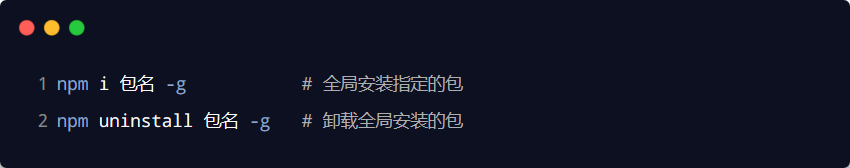 1 npm i 包名 -g # 全局安装指定的包
2 npm uninstall 包名 -g # 卸载全局安装的包